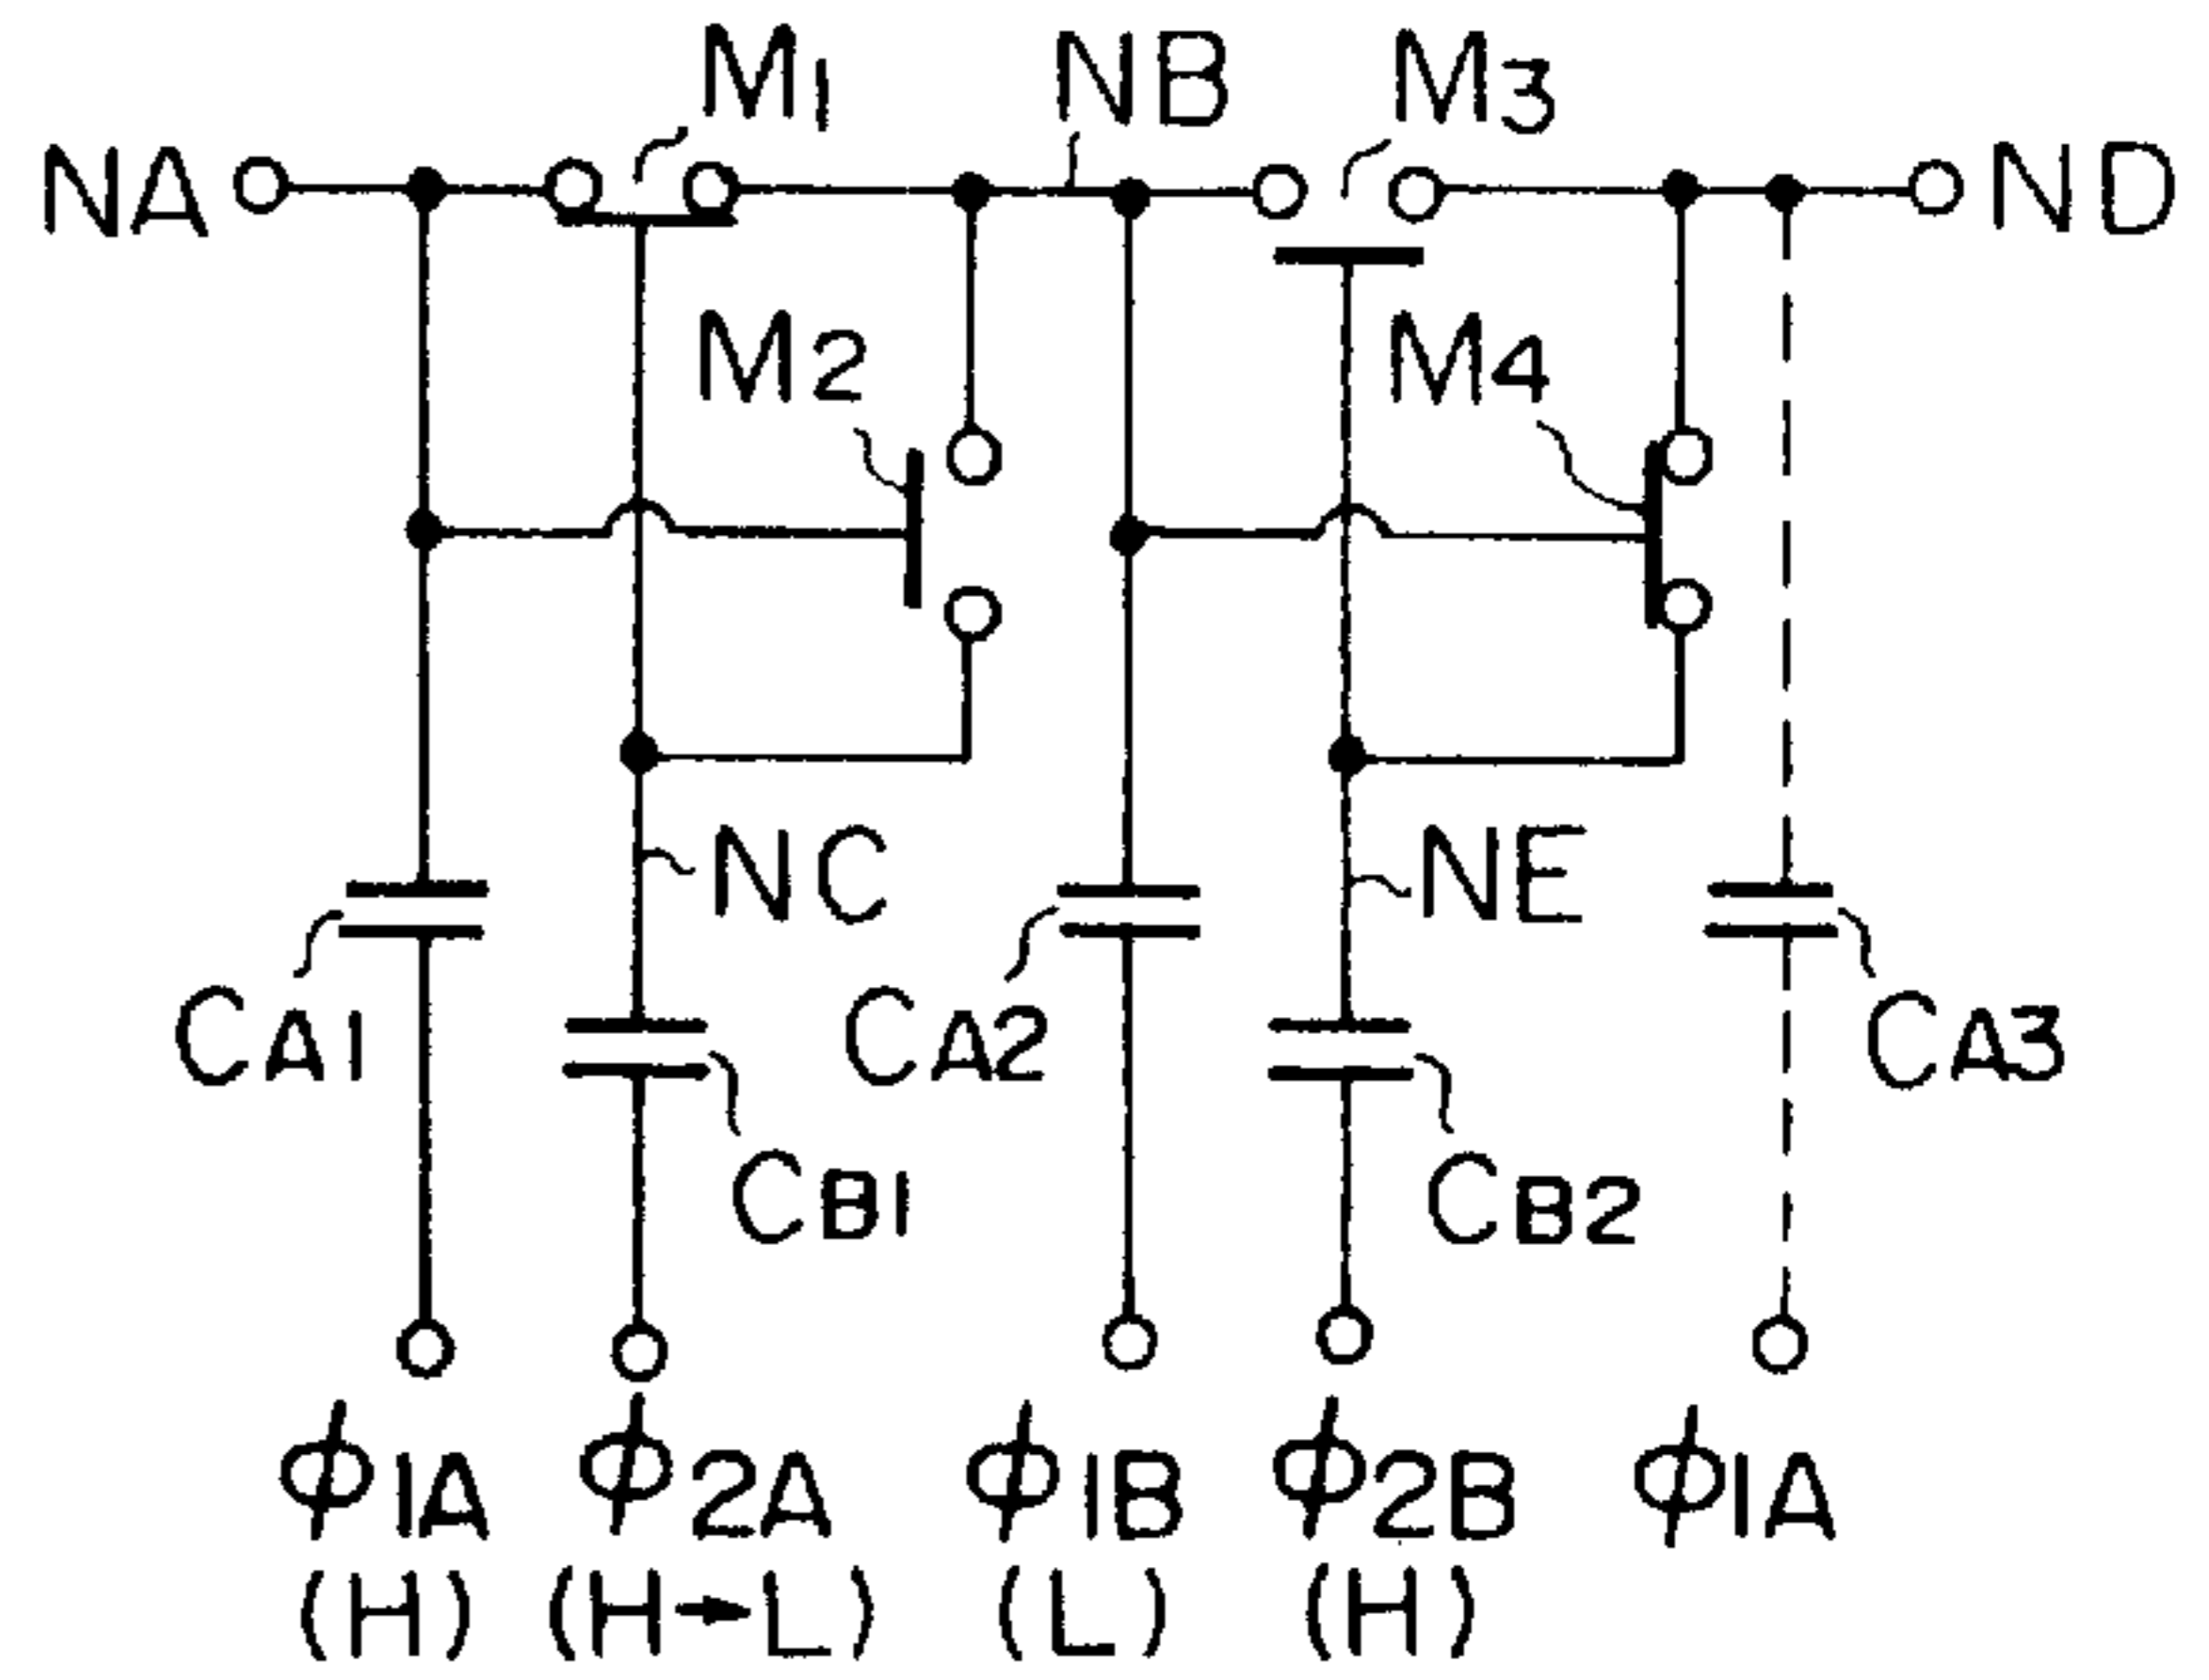 M1 NB M3
NA ND
M2 M4
NC NE
CA1 CA2 CA3
CB1 CB2
ϕ1A ϕ2A ϕ1B ϕ2B ϕ1A
(H) (H→L) (L) (H)